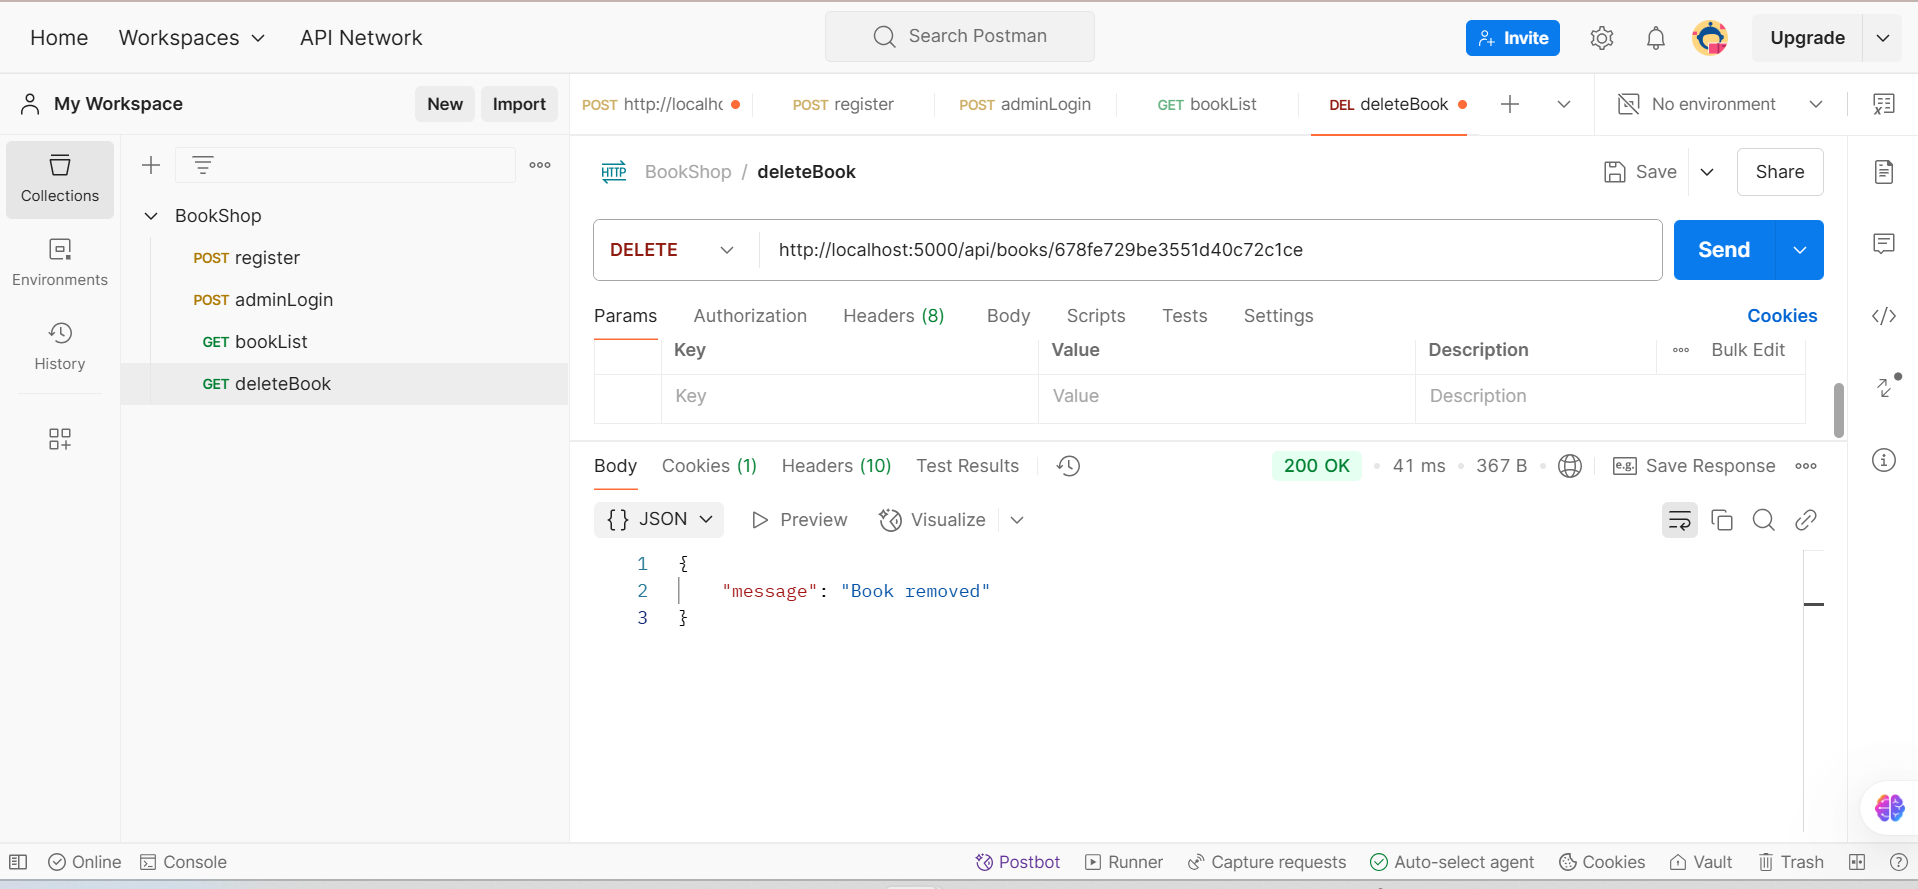 Home Workspaces API Network Search Postman Invite Upgrade
My Workspace New Import POST http://localhc POST register POST adminLogin GET bookList DEL deleteBook No environment
Collections
Environments
History
BookShop
POST register
POST adminLogin
GET bookList
GET deleteBook
HTTP BookShop / deleteBook Save Share
DELETE http://localhost:5000/api/books/678fe729be3551d40c72c1ce Send
Params Authorization Headers (8) Body Scripts Tests Settings Cookies
Key Value Description Bulk Edit
Key Value Description
Body Cookies (1) Headers (10) Test Results 200 OK 41 ms 367 B e.g. Save Response
{} JSON Preview Visualize
1 {
2 "message": "Book removed"
3 }
Online Console Postbot Runner Capture requests Auto-select agent Cookies Vault Trash